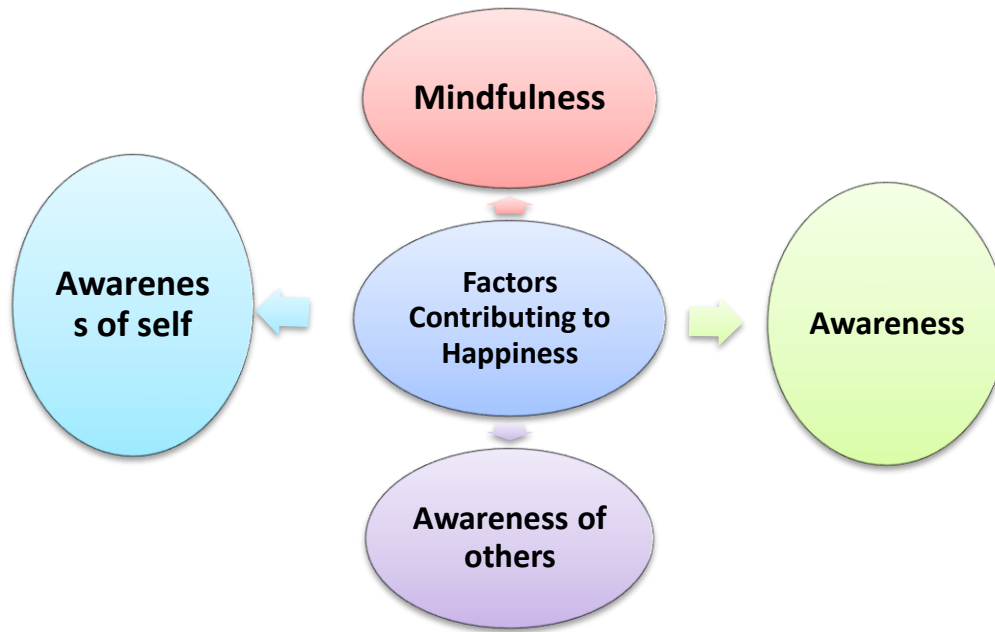 Mindfulness
Awarenes
s of self
Factors
Contributing to
Happiness
Awareness
Awareness of
others